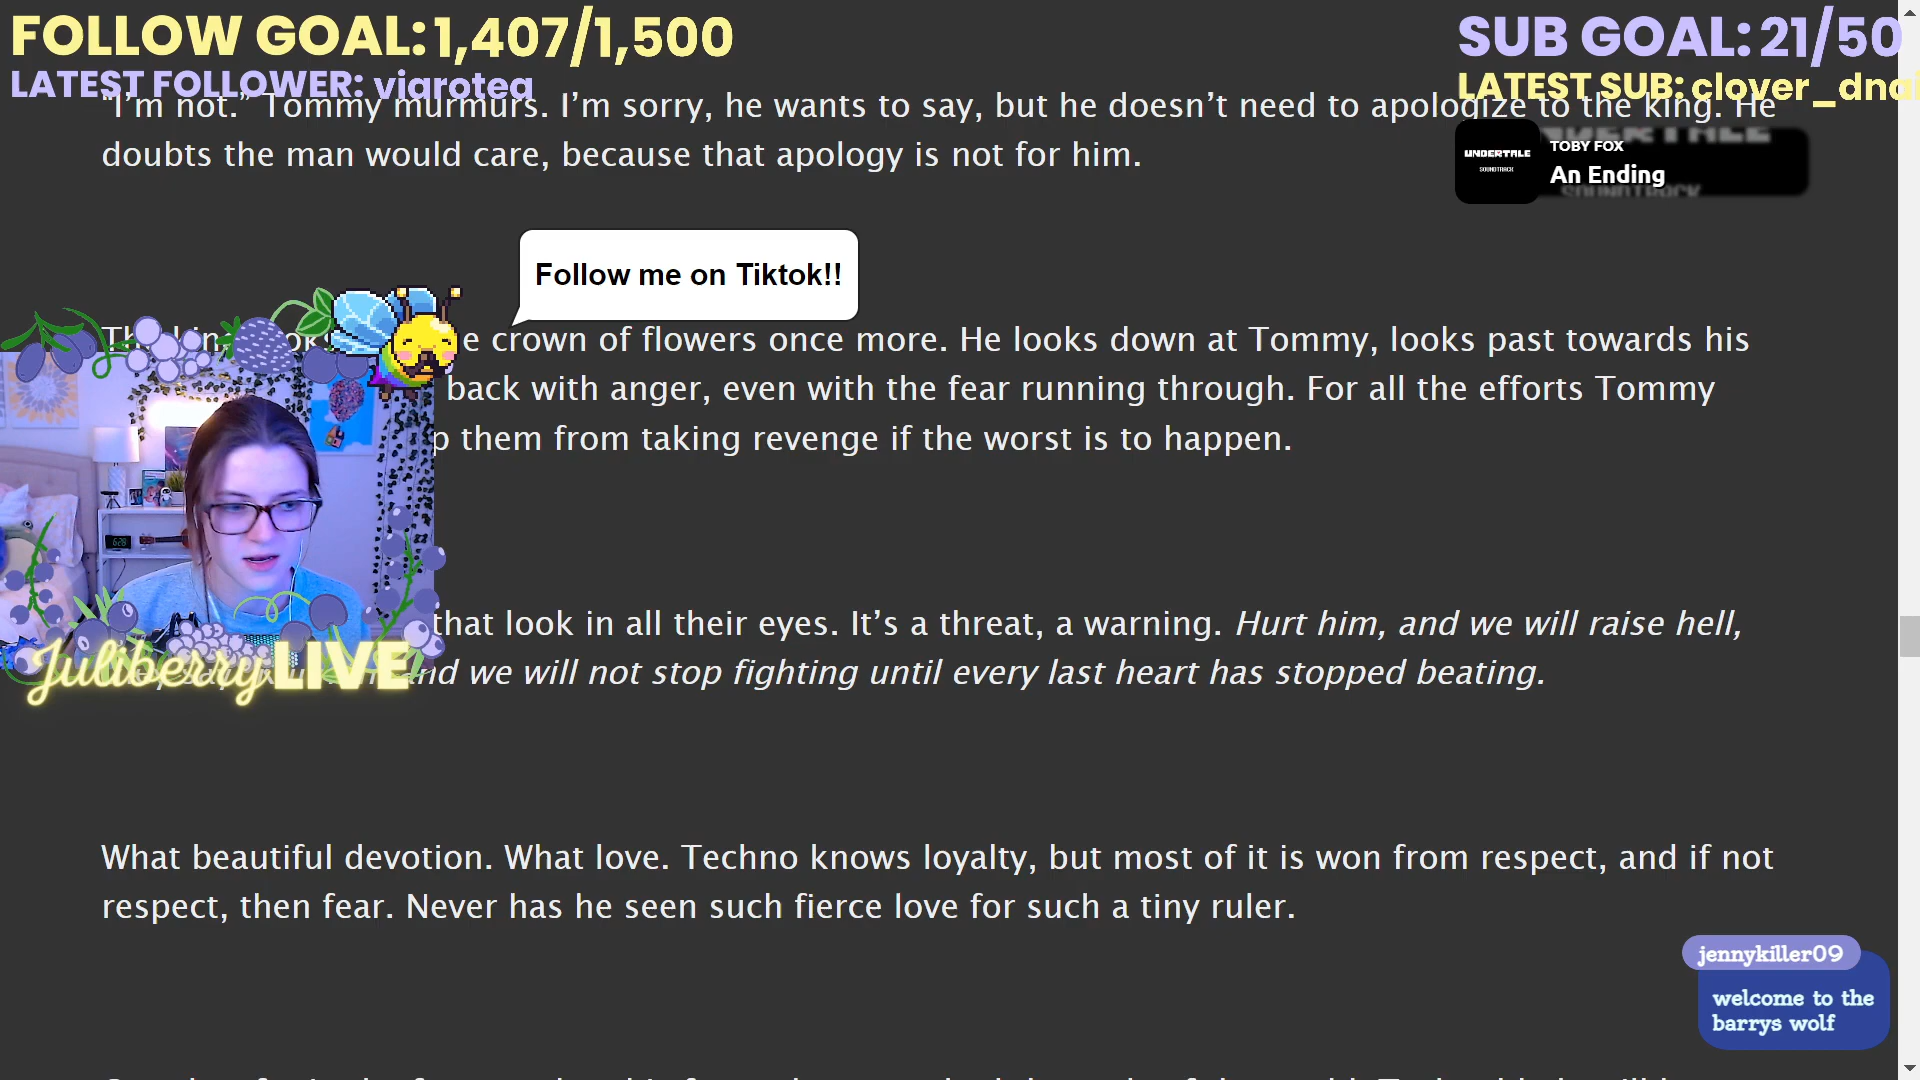 FOLLOW GOAL: 1,407/1,500
SUB GOAL: 21/50
LATEST FOLLOWER: viaroteq
LATEST SUB: clover_dnai
“I’m not.” Tommy murmurs. I’m sorry, he wants to say, but he doesn’t need to apologize to the king. He
doubts the man would care, because that apology is not for him.
UNDERTALE
SOUNDTRACK
TOBY FOX
An Ending
Follow me on Tiktok!!
crown of flowers once more. He looks down at Tommy, looks past towards his
back with anger, even with the fear running through. For all the efforts Tommy
them from taking revenge if the worst is to happen.
that look in all their eyes. It’s a threat, a warning. Hurt him, and we will raise hell,
and we will not stop fighting until every last heart has stopped beating.
Juliberry LIVE
What beautiful devotion. What love. Techno knows loyalty, but most of it is won from respect, and if not
respect, then fear. Never has he seen such fierce love for such a tiny ruler.
jennykiller09
welcome to the
barrys wolf